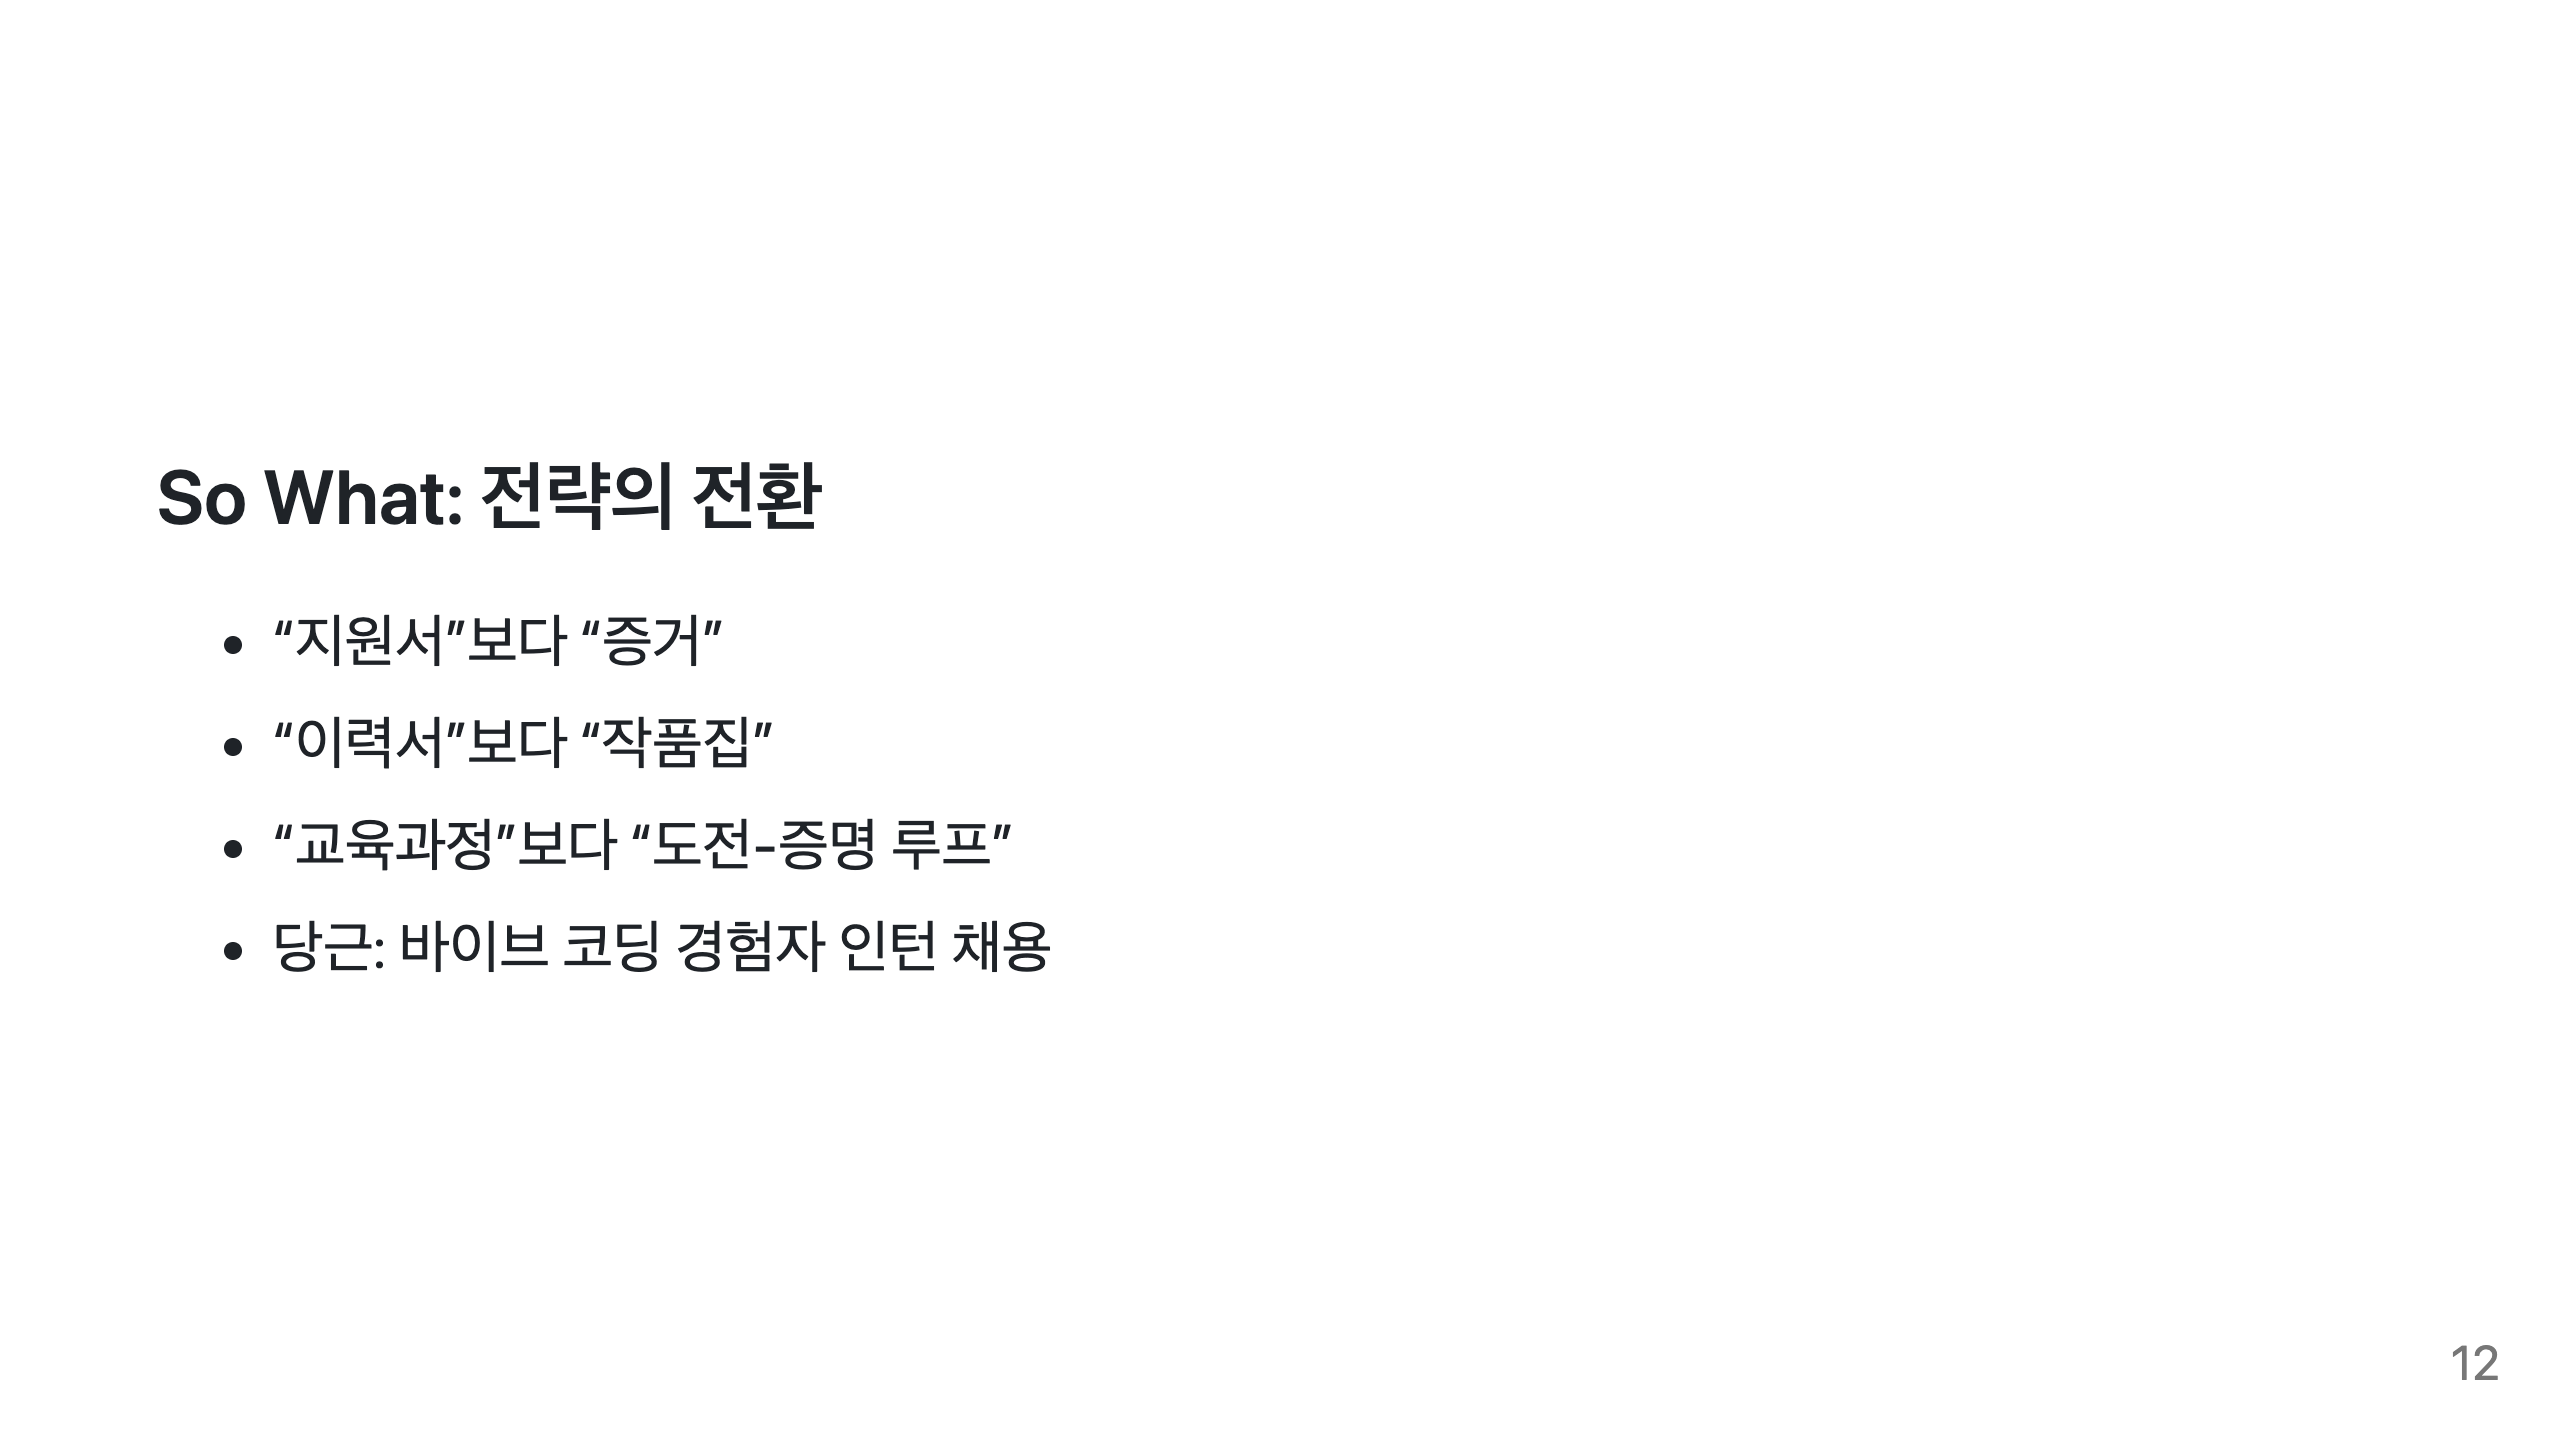 So What: 전략의 전환
• “지원서”보다 “증거”
• “이력서”보다 “작품집”
• “교육과정”보다 “도전-증명 루프”
• 당근: 바이브 코딩 경험자 인턴 채용
12